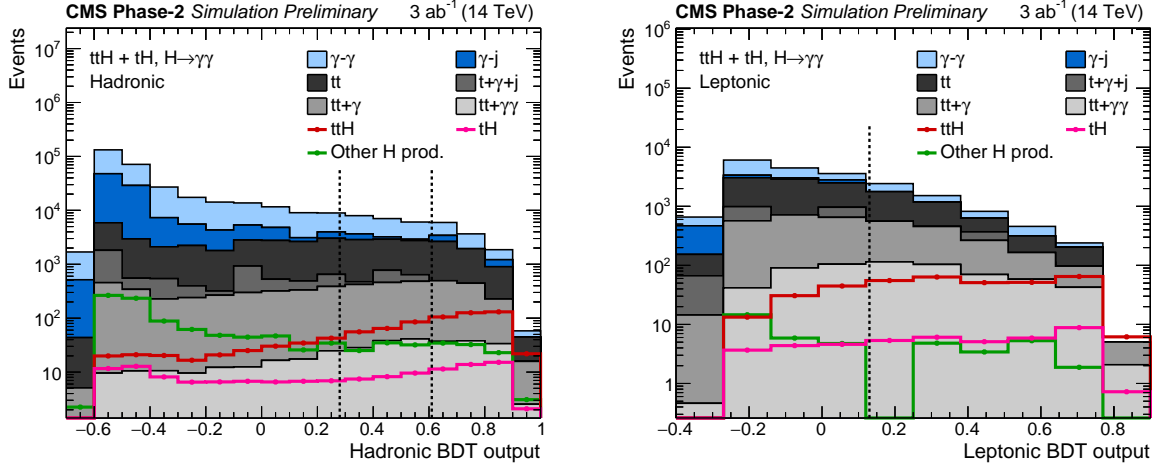 CMS Phase-2 Simulation Preliminary 3 ab⁻¹ (14 TeV)
Events
10⁷
10⁶
10⁵
10⁴
10³
10²
10
ttH + tH, H→γγ
Hadronic
γ-γ
γ-j
tt
t+γ+j
tt+γ
tt+γγ
ttH
tH
Other H prod.
−0.6 −0.4 −0.2 0 0.2 0.4 0.6 0.8 1
Hadronic BDT output
CMS Phase-2 Simulation Preliminary 3 ab⁻¹ (14 TeV)
Events
10⁶
10⁵
10⁴
10³
10²
10
1
ttH + tH, H→γγ
Leptonic
γ-γ
γ-j
tt
t+γ+j
tt+γ
tt+γγ
ttH
tH
Other H prod.
−0.4 −0.2 0 0.2 0.4 0.6 0.8
Leptonic BDT output